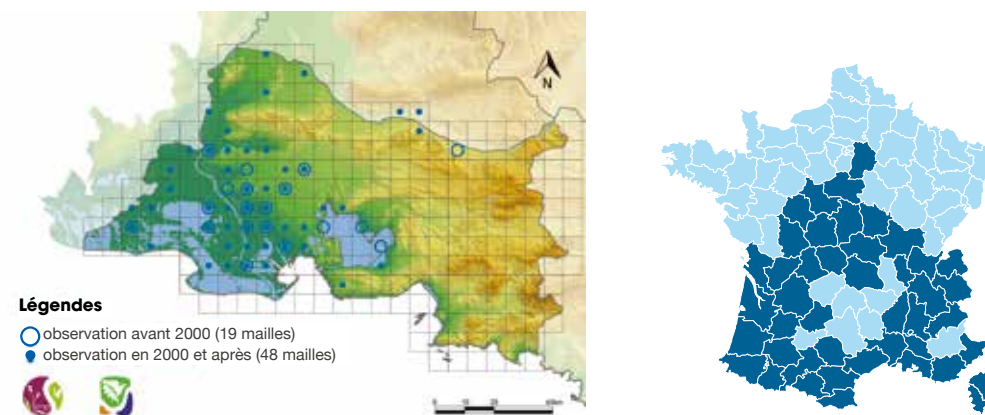 N
Légendes
observation avant 2000 (19 mailles)
observation en 2000 et après (48 mailles)